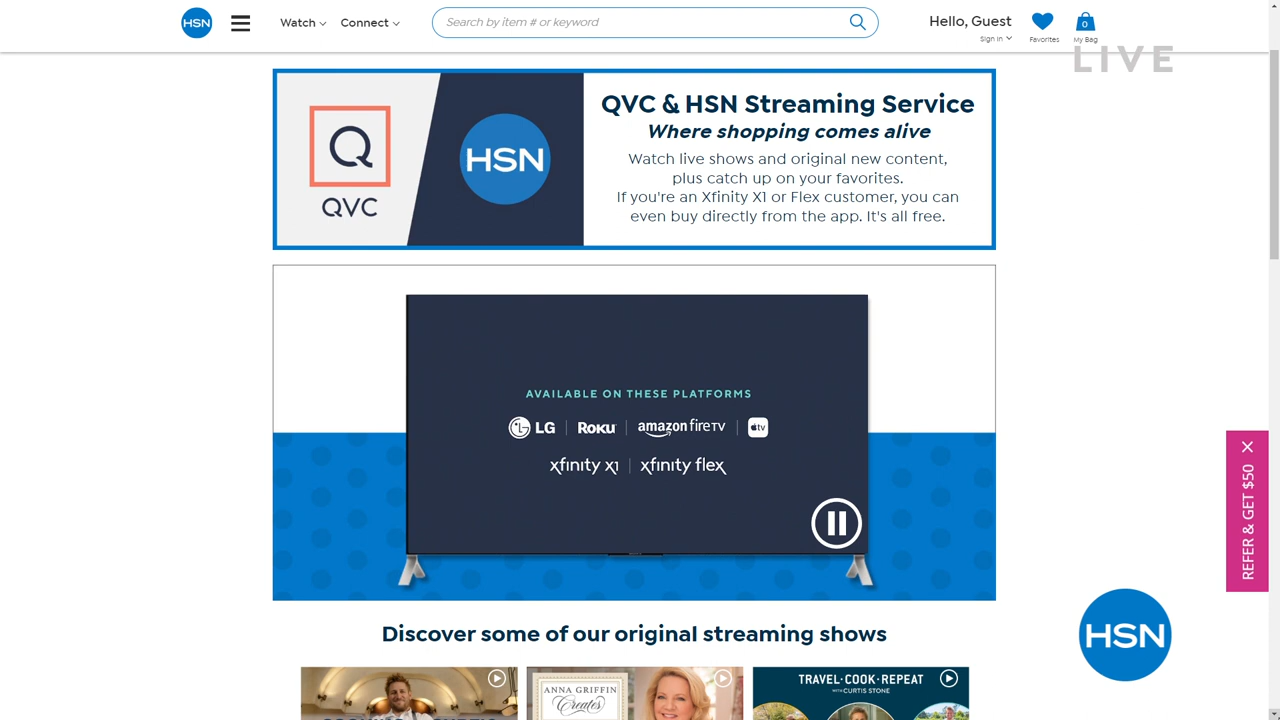 HSN
Watch
Connect
Search by item # or keyword
Hello, Guest
Sign In
Favorites
0
My Bag
LIVE
Q
QVC
HSN
QVC & HSN Streaming Service
Where shopping comes alive
Watch live shows and original new content,
plus catch up on your favorites.
If you're an Xfinity X1 or Flex customer, you can
even buy directly from the app. It's all free.
AVAILABLE ON THESE PLATFORMS
LG ROKU amazon fire TV tv
xfinity x1 xfinity flex
REFER & GET $50
HSN
Discover some of our original streaming shows
ANNA GRIFFIN
Creates
TRAVEL·COOK·REPEAT
WITH CURTIS STONE